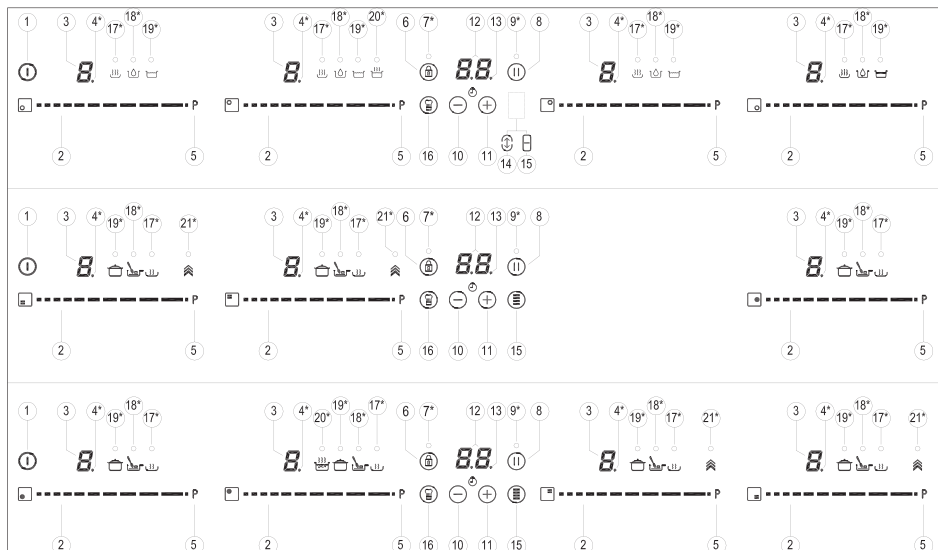 18* 18* 20* 18* 18*
1 3 4* 17* 19* 3 4* 17* 19* 6 7* 12 13 9* 8 3 4* 17* 19* 3 4* 17* 19*
8. 8. 8.8. 8. 8.
P P P P
2 5 2 5 16 10 11 14 15 2 5 2 5
18* 18* 18*
1 3 4* 19* 17* 21* 3 4* 19* 17* 21* 6 7* 12 13 9* 8 3 4* 19* 17*
8. 8. 8.8. 8.
P P P
2 5 2 5 16 10 11 15 2 5
18* 19* 17* 18* 18*
1 3 4* 19* 17* 3 4* 20* 18* 6 7* 12 13 9* 8 3 4* 19* 17* 21* 3 4* 19* 17* 21*
8. 8. 8.8. 8. 8.
P P P P
2 5 2 5 16 10 11 15 2 5 2 5